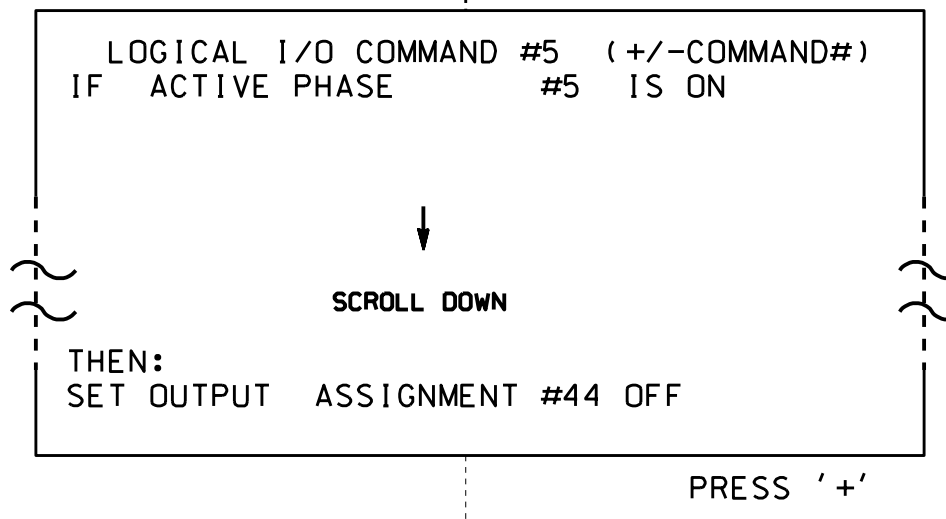 LOGICAL I/O COMMAND #5 (+/-COMMAND#)
IF ACTIVE PHASE #5 IS ON
SCROLL DOWN
THEN:
SET OUTPUT ASSIGNMENT #44 OFF
PRESS '+'